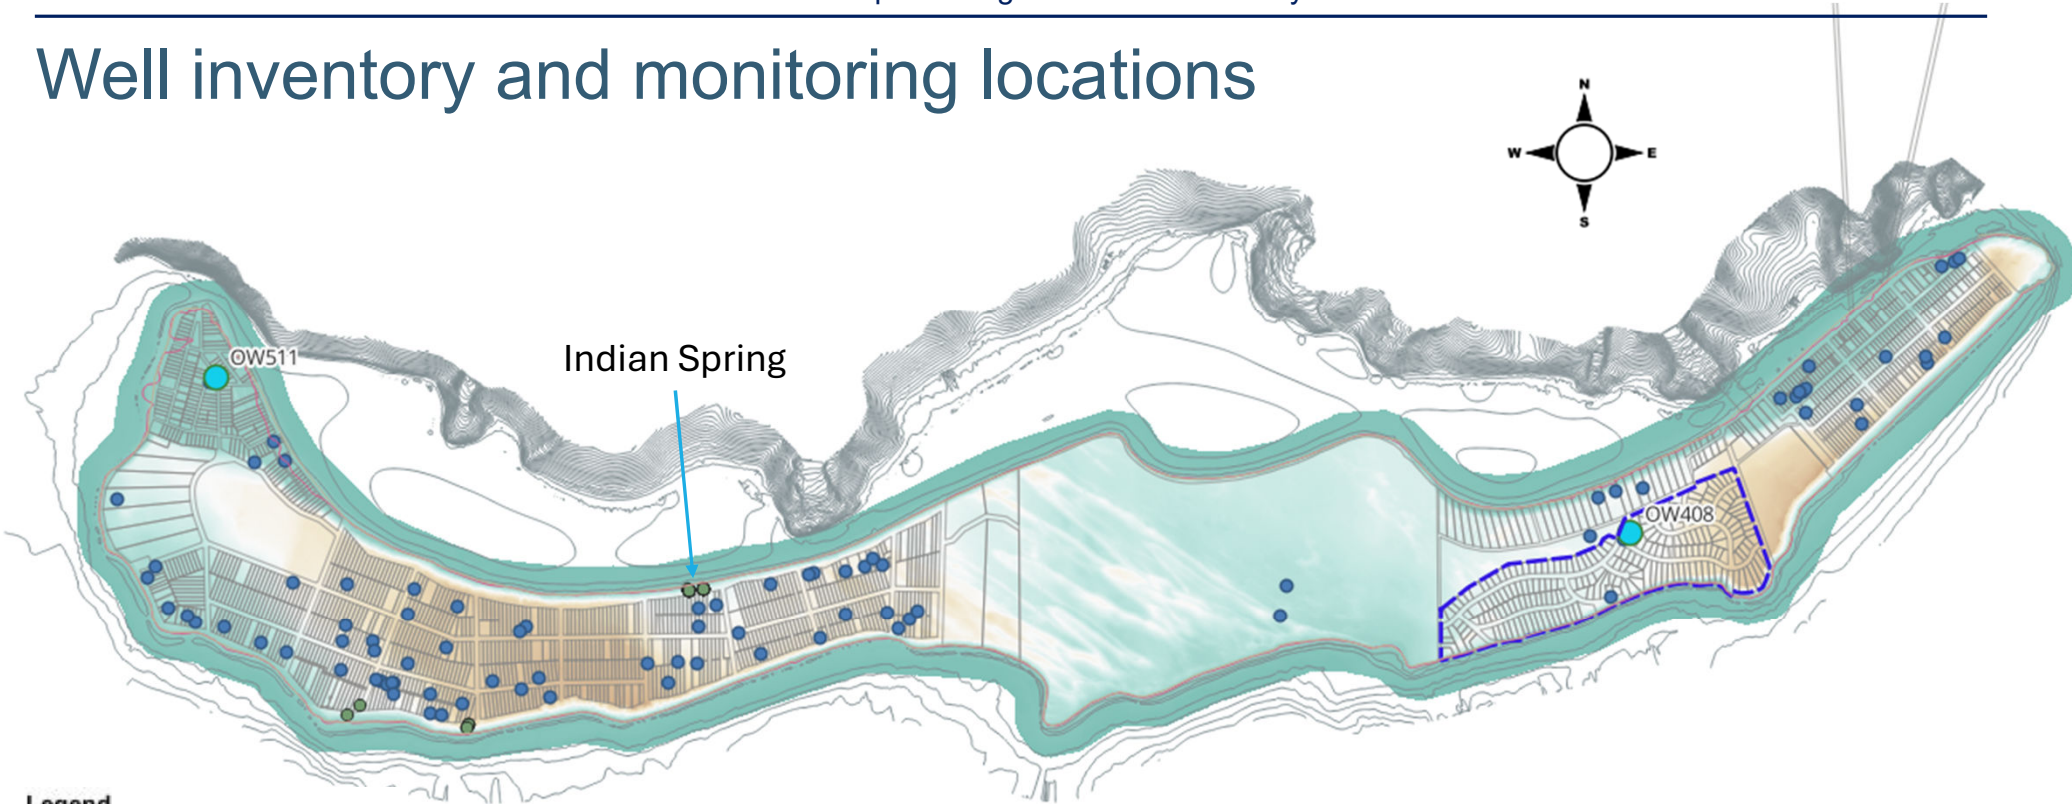 Well inventory and monitoring locations
N
W E
S
OW511
Indian Spring
OW408
Legend